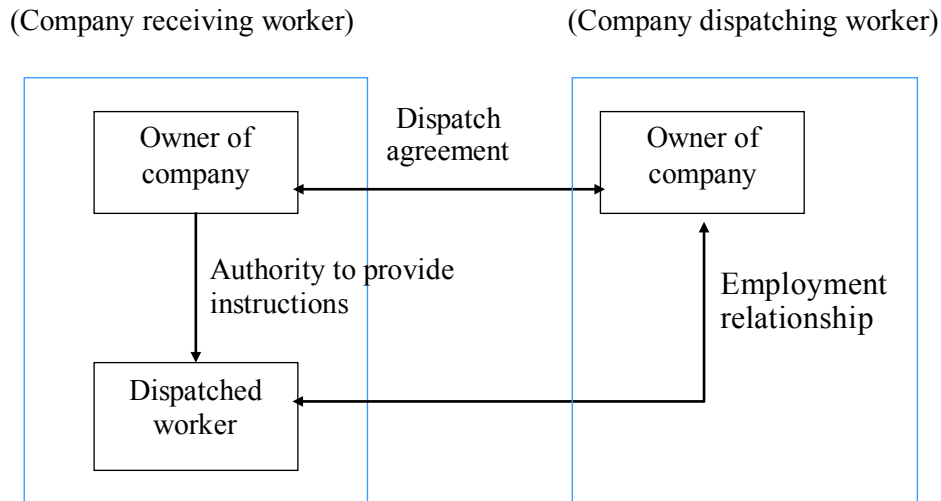 (Company receiving worker)
(Company dispatching worker)
Owner of
company
Dispatch
agreement
Owner of
company
Authority to provide
instructions
Employment
relationship
Dispatched
worker